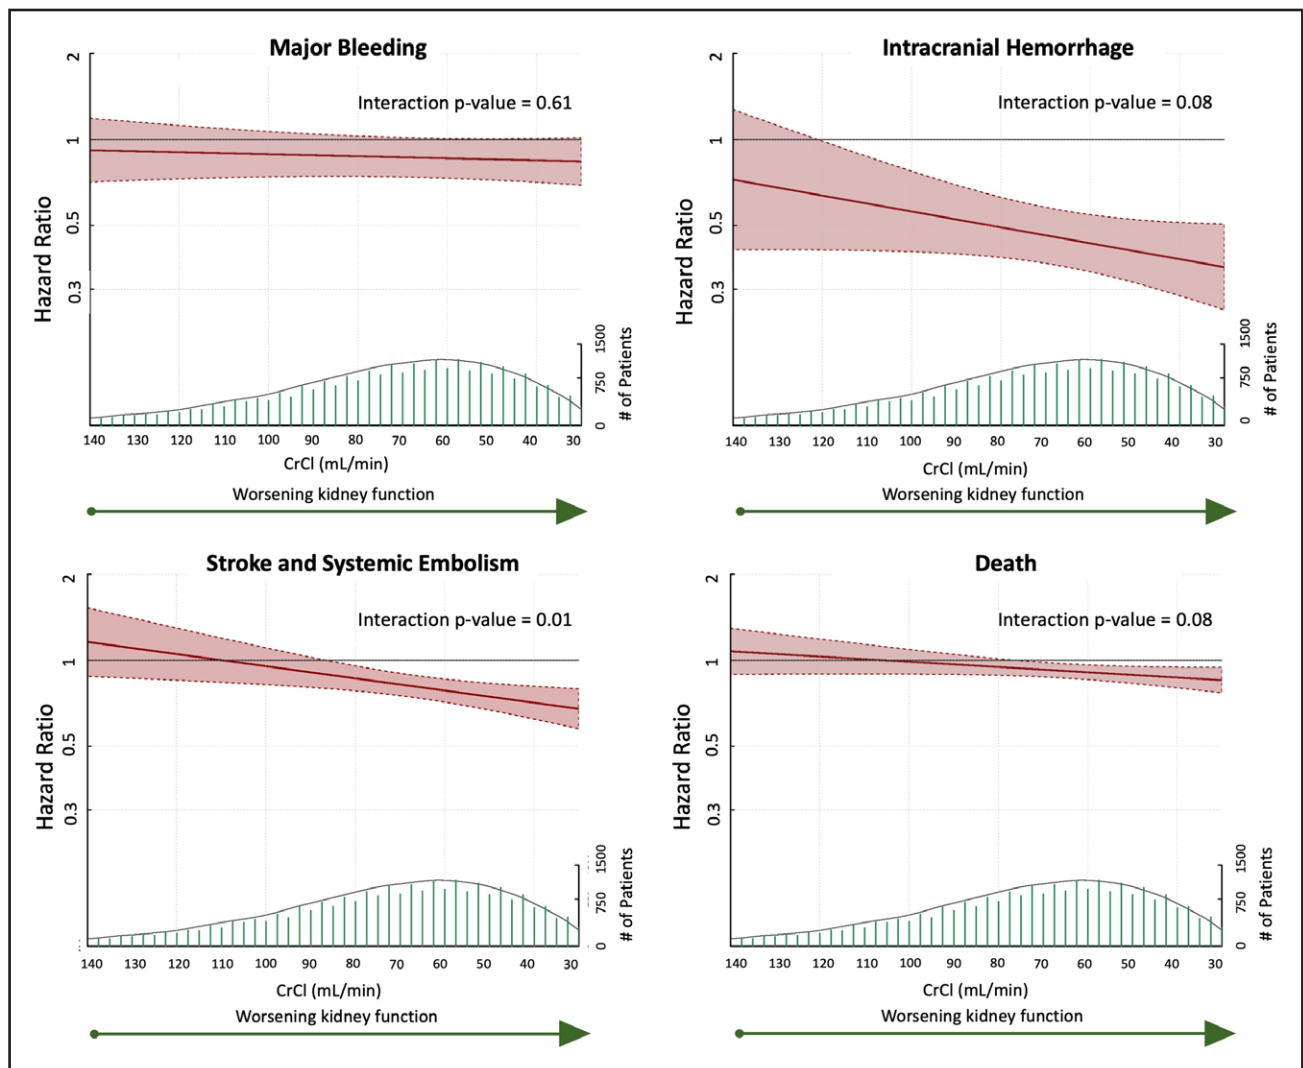 Major Bleeding
Interaction p-value = 0.61
2
1
0.5
0.3
Hazard Ratio
1500
750
0
# of Patients
140 130 120 110 100 90 80 70 60 50 40 30
CrCl (mL/min)
Worsening kidney function
Intracranial Hemorrhage
Interaction p-value = 0.08
2
1
0.5
0.3
Hazard Ratio
1500
750
0
# of Patients
140 130 120 110 100 90 80 70 60 50 40 30
CrCl (mL/min)
Worsening kidney function
Stroke and Systemic Embolism
Interaction p-value = 0.01
2
1
0.5
0.3
Hazard Ratio
1500
750
0
# of Patients
140 130 120 110 100 90 80 70 60 50 40 30
CrCl (mL/min)
Worsening kidney function
Death
Interaction p-value = 0.08
2
1
0.5
0.3
Hazard Ratio
1500
750
0
# of Patients
140 130 120 110 100 90 80 70 60 50 40 30
CrCl (mL/min)
Worsening kidney function